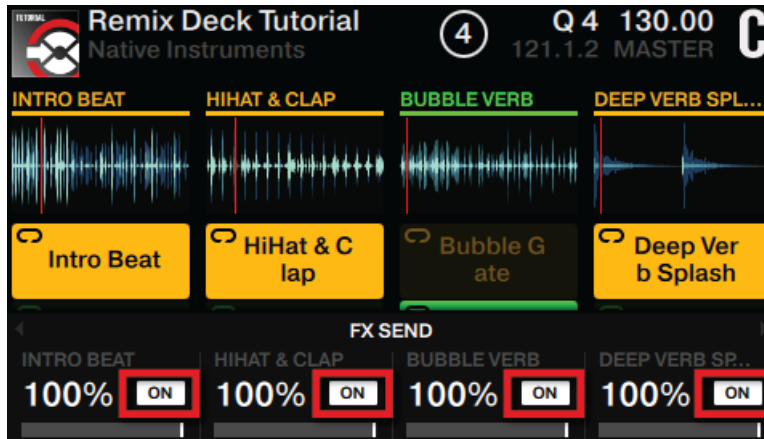 TUTORIAL
Remix Deck Tutorial
Native Instruments
4
Q 4 130.00
121.1.2 MASTER
C
INTRO BEAT
HIHAT & CLAP
BUBBLE VERB
DEEP VERB SPL...
Intro Beat
HiHat & C
lap
Bubble G
ate
Deep Ver
b Splash
FX SEND
INTRO BEAT
HIHAT & CLAP
BUBBLE VERB
DEEP VERB SP...
100% ON
100% ON
100% ON
100% ON